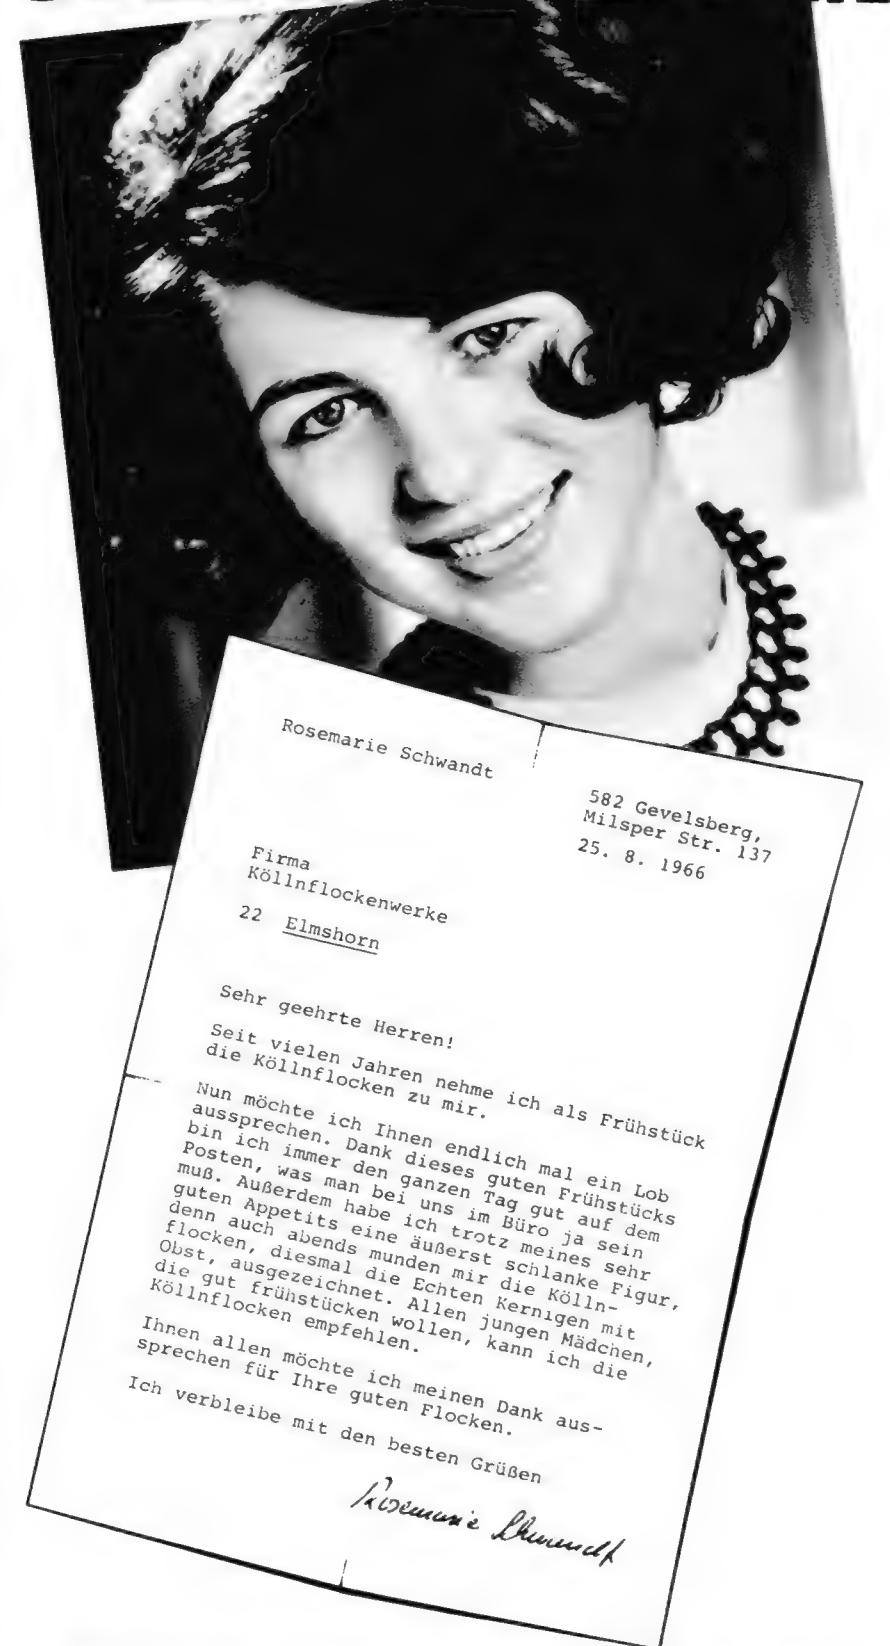 Rosemarie Schwandt
582 Gevelsberg,
Milsper Str. 137
25. 8. 1966
Firma
Köllnflockenwerke
22 Elmshorn
Sehr geehrte Herren!
Seit vielen Jahren nehme ich als Frühstück
die Köllnflocken zu mir.
Nun möchte ich Ihnen endlich mal ein Lob
aussprechen. Dank dieses guten Frühstücks
bin ich immer den ganzen Tag gut auf dem
Posten, was man bei uns im Büro ja sein
muß. Außerdem habe ich trotz meines sehr
guten Appetits eine äußerst schlanke Figur,
denn auch abends munden mir die Kölln-
flocken, diesmal die Echten Kernigen mit
Obst, ausgezeichnet. Allen jungen Mädchen,
die gut frühstücken wollen, kann ich die
Köllnflocken empfehlen.
Ihnen allen möchte ich meinen Dank aus-
sprechen für Ihre guten Flocken.
Ich verbleibe mit den besten Grüßen
Rosemarie Schwandt